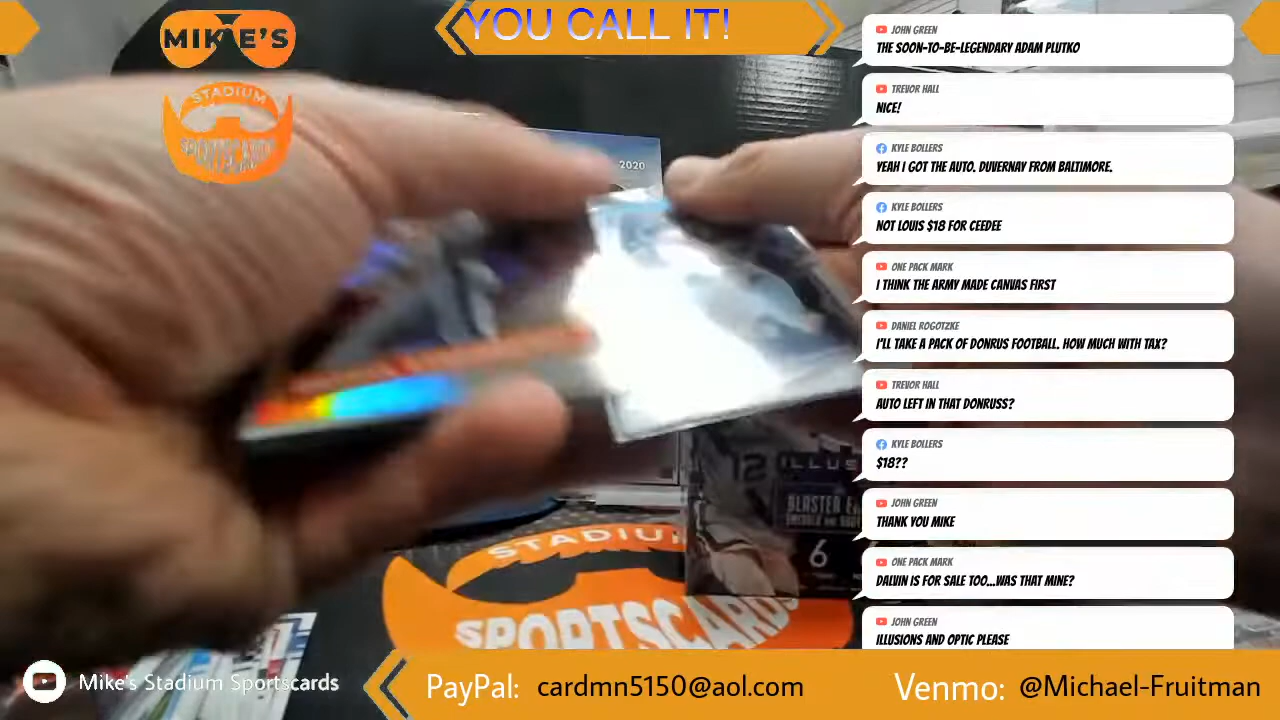 MIKE'S
STADIUM
SPORTSCARDS
YOU CALL IT!
2020
JOHN GREEN
THE SOON-TO-BE-LEGENDARY ADAM PLUTKO
TREVOR HALL
NICE!
KYLE BOLLERS
YEAH I GOT THE AUTO. DUVERNAY FROM BALTIMORE.
KYLE BOLLERS
NOT LOUIS $18 FOR CEEDEE
ONE PACK MARK
I THINK THE ARMY MADE CANVAS FIRST
DANIEL ROGOTZKE
I'LL TAKE A PACK OF DONRUS FOOTBALL. HOW MUCH WITH TAX?
TREVOR HALL
AUTO LEFT IN THAT DONRUSS?
KYLE BOLLERS
$18??
JOHN GREEN
THANK YOU MIKE
ONE PACK MARK
DALVIN IS FOR SALE TOO...WAS THAT MINE?
JOHN GREEN
ILLUSIONS AND OPTIC PLEASE
ILLUS
BLASTER
6
STADIUM
SPORTSCARDS
Mike's Stadium Sportscards
PayPal: cardmn5150@aol.com
Venmo: @Michael-Fruitman